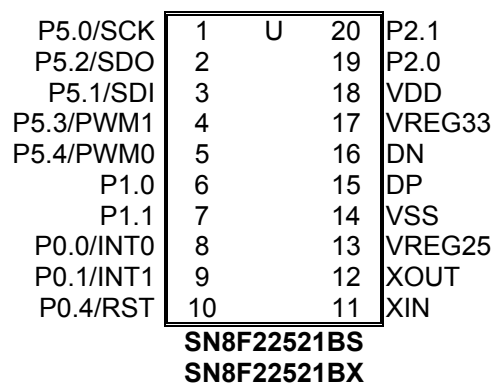 P5.0/SCK 1 U 20 P2.1
P5.2/SDO 2 19 P2.0
P5.1/SDI 3 18 VDD
P5.3/PWM1 4 17 VREG33
P5.4/PWM0 5 16 DN
P1.0 6 15 DP
P1.1 7 14 VSS
P0.0/INT0 8 13 VREG25
P0.1/INT1 9 12 XOUT
P0.4/RST 10 11 XIN
SN8F22521BS
SN8F22521BX